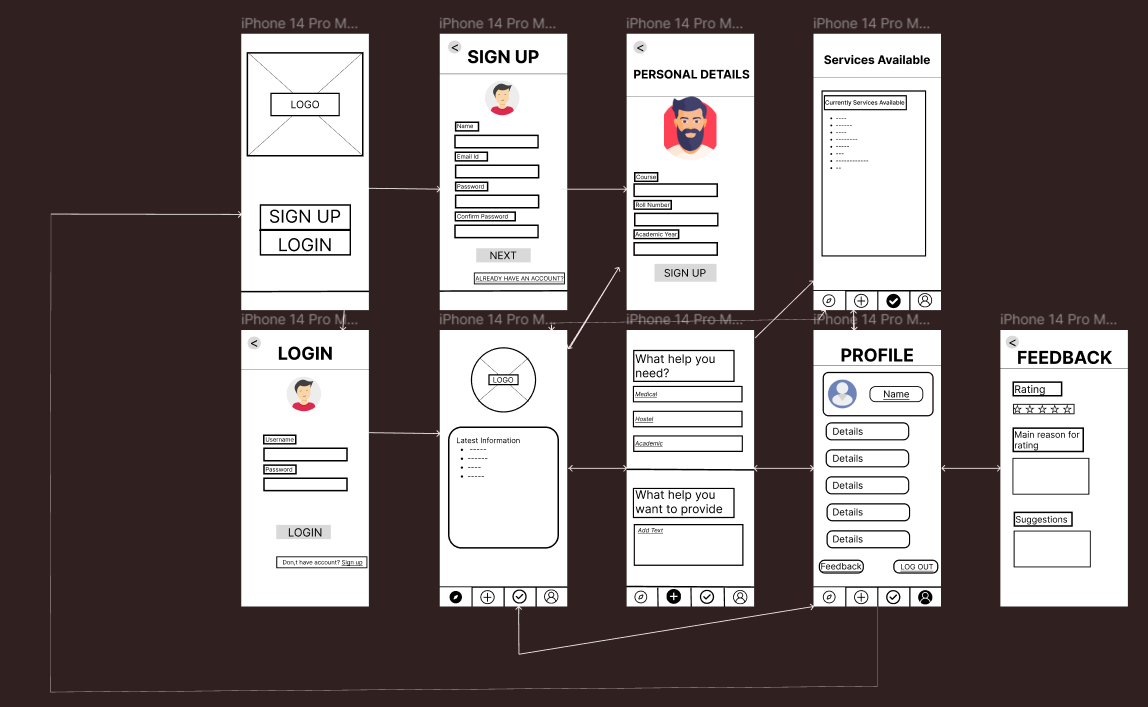 iPhone 14 Pro M...
LOGO
SIGN UP
LOGIN
iPhone 14 Pro M...
<
SIGN UP
Name
Email Id
Password
Confirm Password
NEXT
ALREADY HAVE AN ACCOUNT?
iPhone 14 Pro M...
<
PERSONAL DETAILS
Course
Roll Number
Academic Year
SIGN UP
iPhone 14 Pro M...
Services Available
Currently Services Available
• ----
• ------
• ----
• --------
• -----
• ---
• ------------
• --
iPhone 14 Pro M...
<
LOGIN
Username
Password
LOGIN
Don,t have account? Sign up
iPhone 14 Pro M...
LOGO
Latest Information
• -----
• ------
• ----
• -----
iPhone 14 Pro M...
What help you
need?
Medical
Hostel
Academic
What help you
want to provide
Add Text
iPhone 14 Pro M...
PROFILE
Name
Details
Details
Details
Details
Details
Feedback
LOG OUT
iPhone 14 Pro M...
<
FEEDBACK
Rating
Main reason for
rating
Suggestions